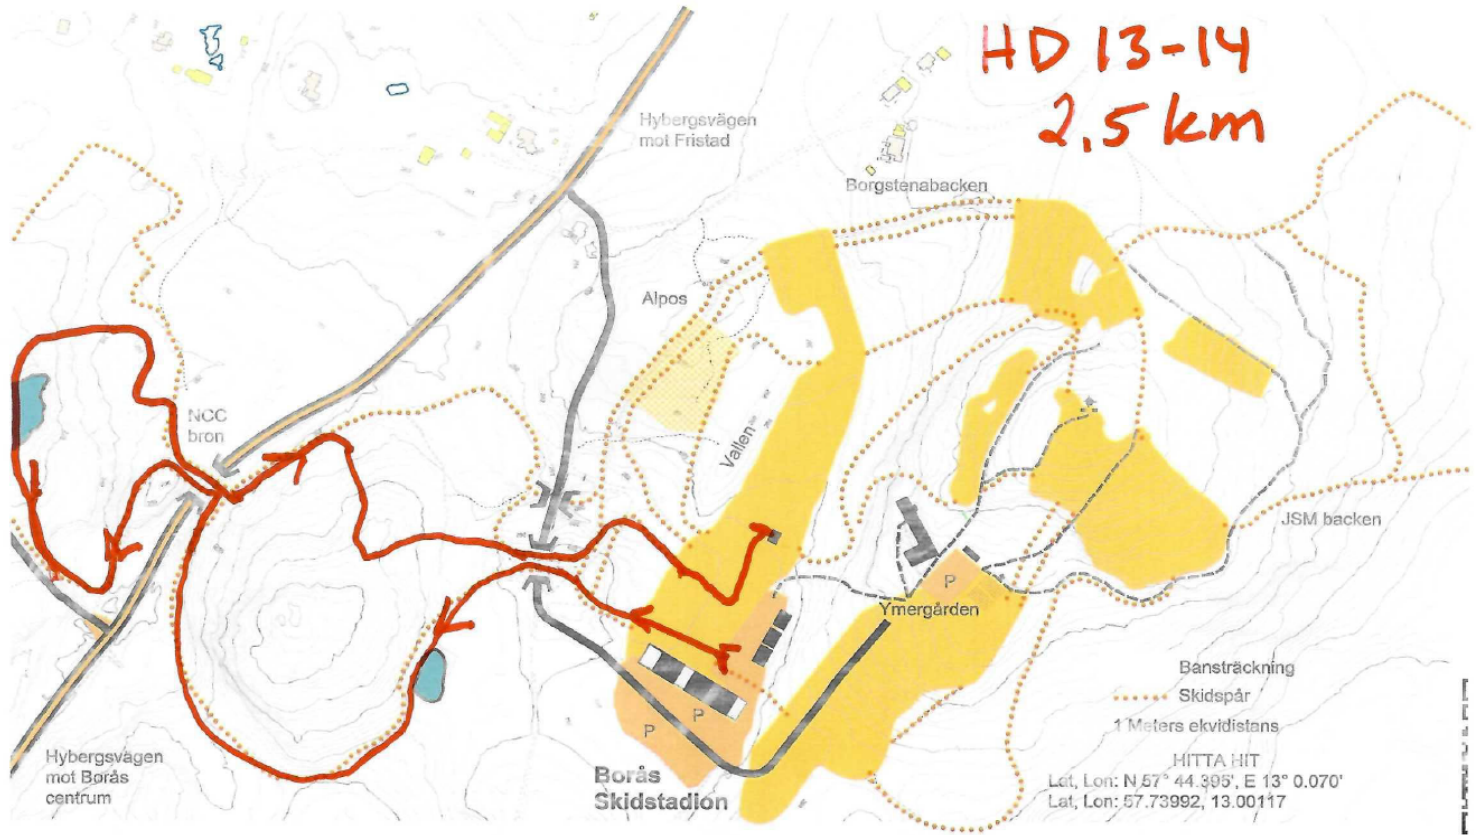 HD 13-14
2,5 km
Hybergsvägen
mot Fristad
Borgstenabacken
Alpos
NCC
bron
Vallen
JSM backen
P
Ymergården
Bansträckning
Skidspår
1 Meters ekvidistans
P
P
HITTA HIT
Hybergsvägen
mot Borås
centrum
Borås
Skidstadion
Lat, Lon: N 57° 44.395', E 13° 0.070'
Lat, Lon: 57.73992, 13.00117